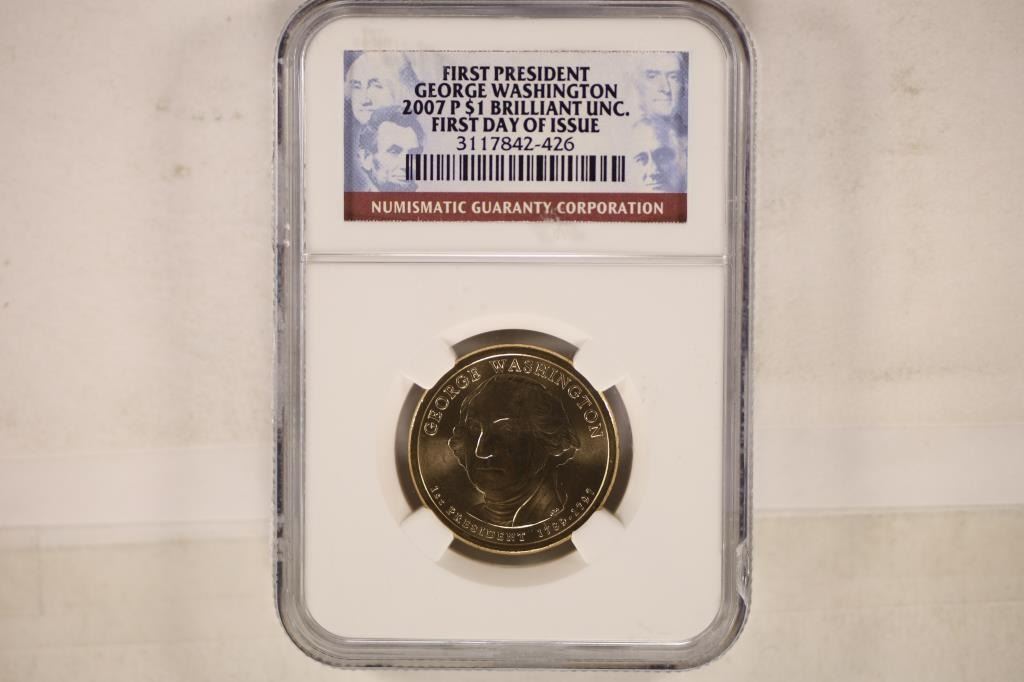 FIRST PRESIDENT
GEORGE WASHINGTON
2007 P $1 BRILLIANT UNC.
FIRST DAY OF ISSUE
3117842-426
NUMISMATIC GUARANTY CORPORATION
GEORGE WASHINGTON
1st PRESIDENT 1789-1797